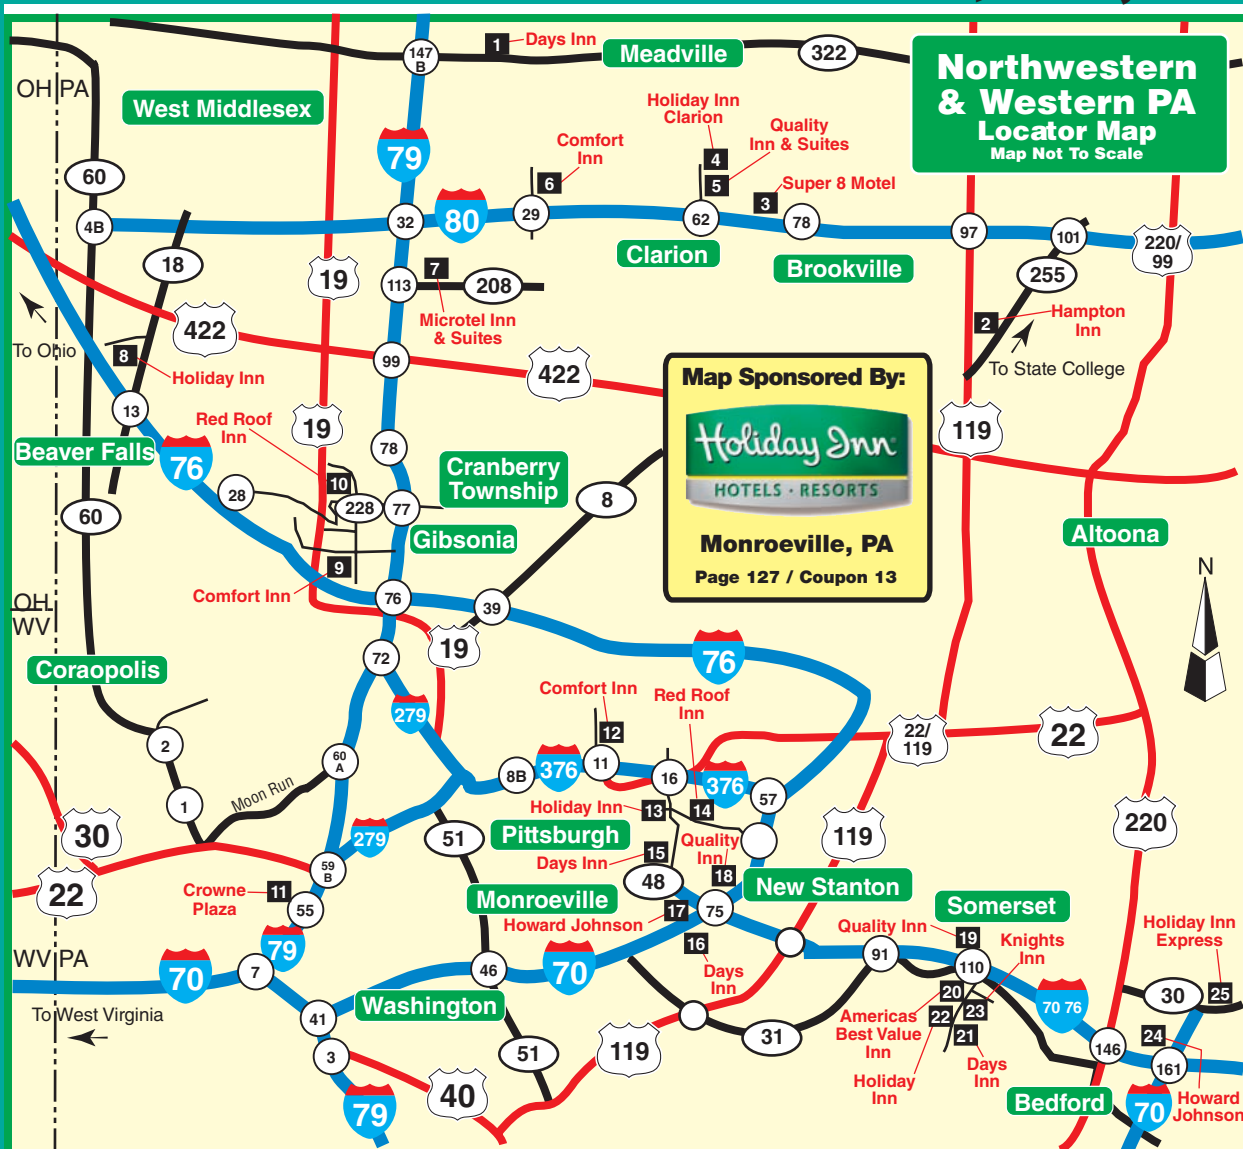 Northwestern
& Western PA
Locator Map
Map Not To Scale
1
Days Inn
147
B
Meadville
322
OH
PA
West Middlesex
79
Holiday Inn
Clarion
4
Quality
Inn & Suites
5
Comfort
Inn
6
Super 8 Motel
3
60
4B
32
80
29
62
78
97
101
220/
99
Clarion
Brookville
18
19
113
7
208
255
Microtel Inn
& Suites
2
Hampton
Inn
422
To Ohio
8
Holiday Inn
99
422
To State College
Map Sponsored By:
Holiday Inn
HOTELS · RESORTS
Monroeville, PA
Page 127 / Coupon 13
13
Red Roof
Inn
19
119
Beaver Falls
76
78
Cranberry
Township
28
10
228
77
8
60
Gibsonia
Altoona
9
Comfort Inn
76
39
N
OH
WV
19
72
76
Coraopolis
279
Comfort Inn
Red Roof
Inn
12
22/
119
22
2
60
A
8B
376
11
16
376
57
1
Moon Run
Holiday Inn
13
14
30
279
51
Pittsburgh
119
220
Days Inn
15
Quality
Inn
59
B
22
Crowne
Plaza
11
55
48
18
Monroeville
New Stanton
Howard Johnson
17
75
Somerset
Quality Inn
19
Knights
Inn
Holiday Inn
Express
79
WV
PA
70
7
46
70
16
Days
Inn
91
110
20
Americas
Best Value
Inn
22
23
21
Days
Inn
Holiday
Inn
70 76
30
25
To West Virginia
Washington
41
3
51
119
31
146
24
161
40
79
Bedford
70
Howard
Johnson